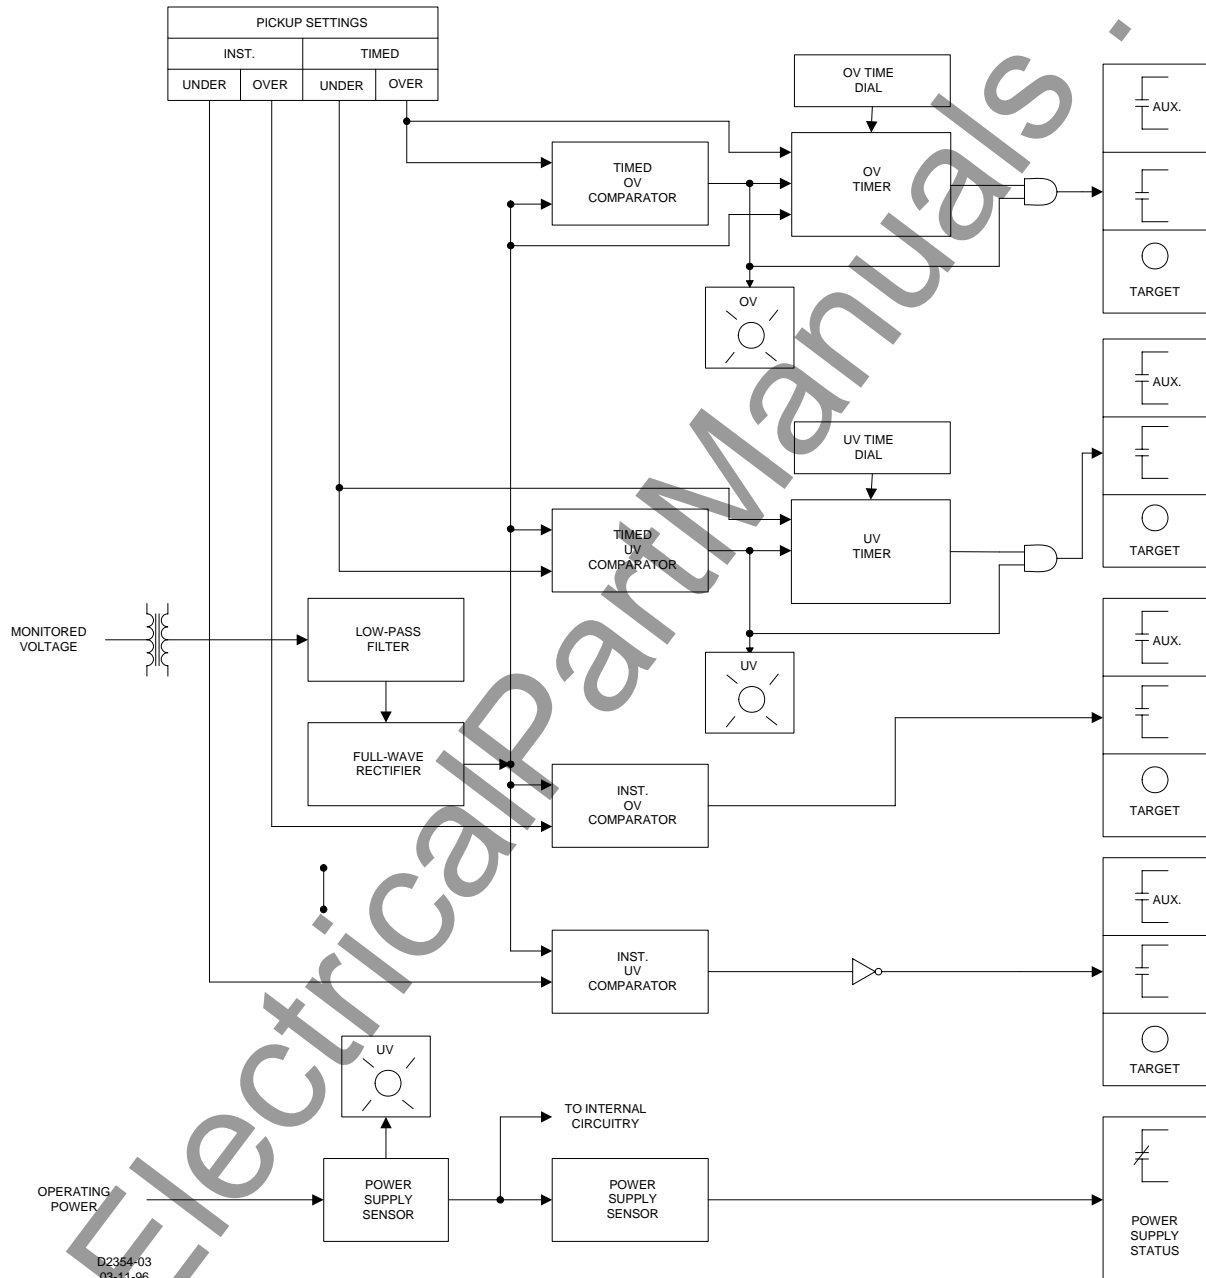 PICKUP SETTINGS
INST.
TIMED
UNDER
OVER
UNDER
OVER
OV TIME
DIAL
AUX.
TIMED
OV
COMPARATOR
OV
TIMER
TARGET
OV
AUX.
UV TIME
DIAL
TIMED
UV
COMPARATOR
UV
TIMER
TARGET
MONITORED
VOLTAGE
LOW-PASS
FILTER
AUX.
UV
FULL-WAVE
RECTIFIER
INST.
OV
COMPARATOR
TARGET
AUX.
INST.
UV
COMPARATOR
UV
TARGET
TO INTERNAL
CIRCUITRY
OPERATING
POWER
POWER
SUPPLY
SENSOR
POWER
SUPPLY
SENSOR
POWER
SUPPLY
STATUS
D2354-03
03-11-96
ElectricalPartManuals .